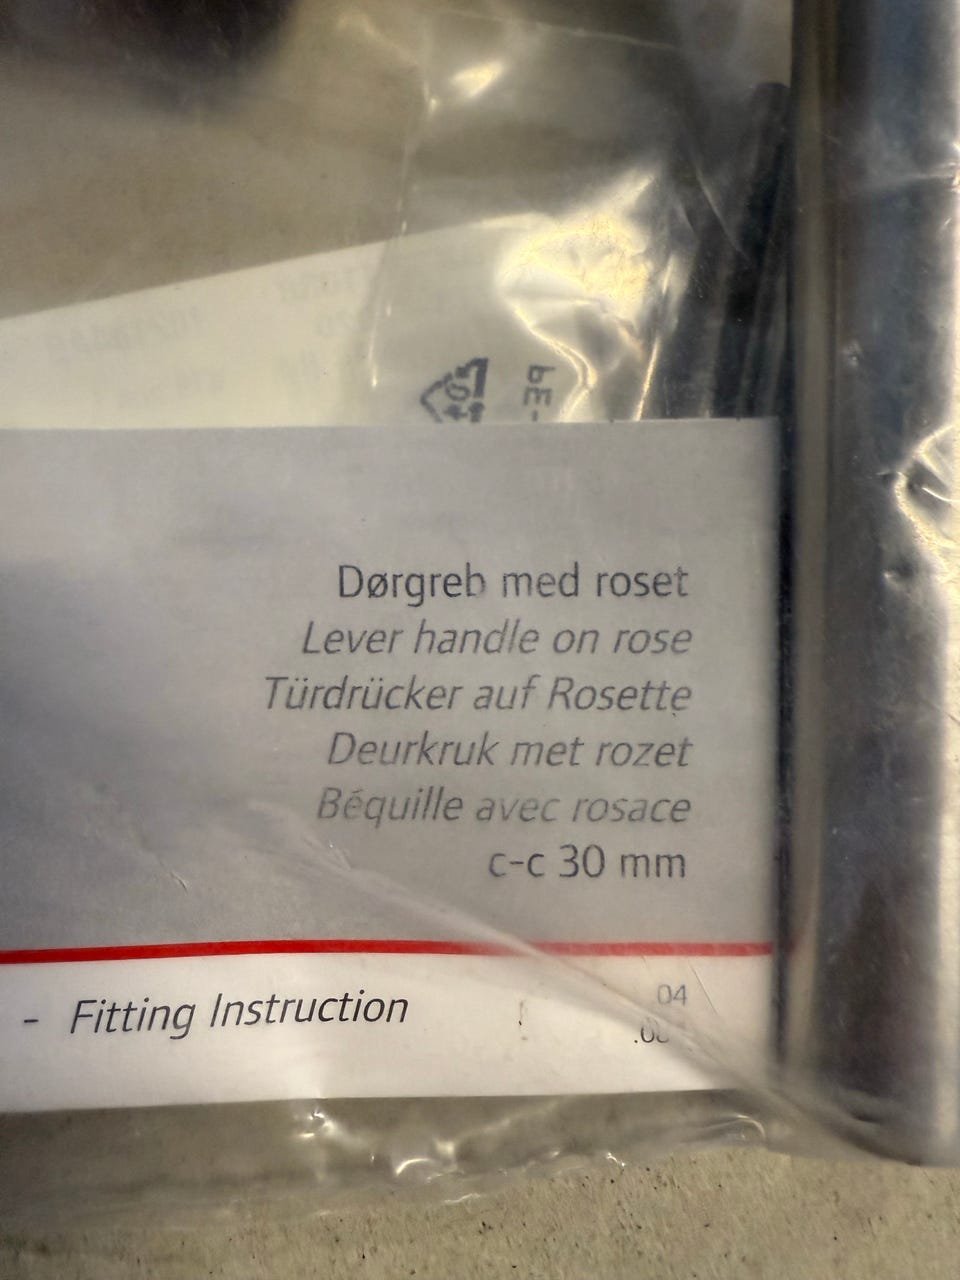 Dørgreb med roset
Lever handle on rose
Türdrücker auf Rosette
Deurkruk met rozet
Béquille avec rosace
c-c 30 mm
- Fitting Instruction
04